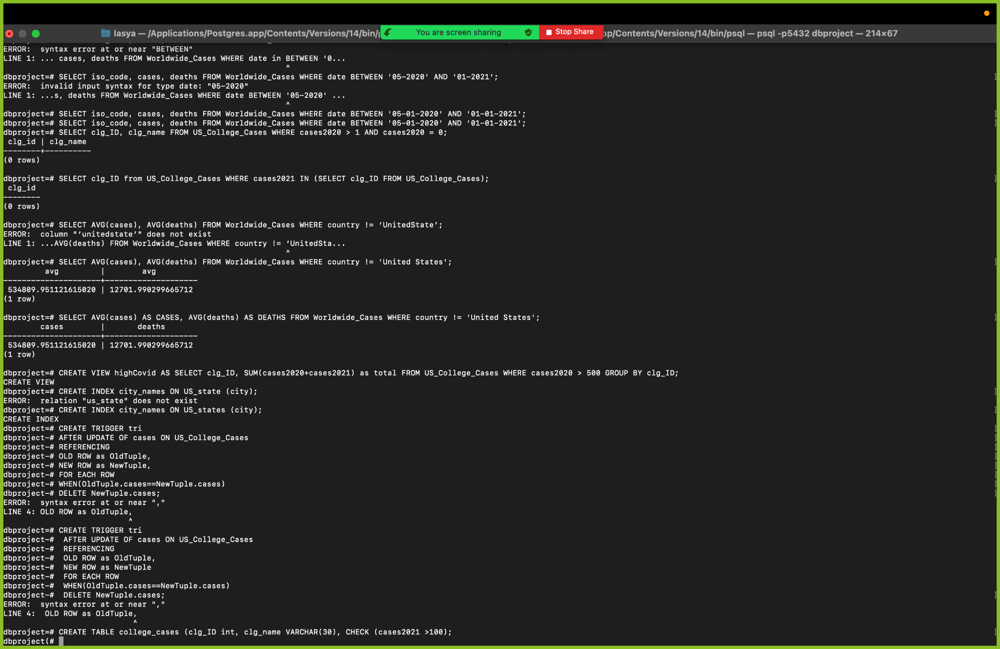 lasya — /Applications/Postgres.app/Contents/Versions/14/bin/ You are screen sharing Stop Share pp/Contents/Versions/14/bin/psql — psql -p5432 dbproject — 214×67
ERROR:  syntax error at or near "BETWEEN"
LINE 1: ... cases, deaths FROM Worldwide_Cases WHERE date in BETWEEN ‘0...
^
dbproject=# SELECT iso_code, cases, deaths FROM Worldwide_Cases WHERE date BETWEEN '05-2020' AND '01-2021';
ERROR:  invalid input syntax for type date: "05-2020"
LINE 1: ...s, deaths FROM Worldwide_Cases WHERE date BETWEEN '05-2020' ...
^
dbproject=# SELECT iso_code, cases, deaths FROM Worldwide_Cases WHERE date BETWEEN '05-01-2020' AND '01-01-2021';
dbproject=# SELECT iso_code, cases, deaths FROM Worldwide_Cases WHERE date BETWEEN '05-01-2020' AND '01-01-2021';
dbproject=# SELECT clg_ID, clg_name FROM US_College_Cases WHERE cases2020 > 1 AND cases2020 = 0;
 clg_id | clg_name
--------+----------
(0 rows)
dbproject=# SELECT clg_ID from US_College_Cases WHERE cases2021 IN (SELECT clg_ID FROM US_College_Cases);
 clg_id
--------
(0 rows)
dbproject=# SELECT AVG(cases), AVG(deaths) FROM Worldwide_Cases WHERE country != ‘UnitedState’;
ERROR:  column "‘unitedstate’" does not exist
LINE 1: ...AVG(deaths) FROM Worldwide_Cases WHERE country != ‘UnitedSta...
^
dbproject=# SELECT AVG(cases), AVG(deaths) FROM Worldwide_Cases WHERE country != 'United States';
         avg         |        avg
---------------------+--------------------
 534809.951121615020 | 12701.990299665712
(1 row)
dbproject=# SELECT AVG(cases) AS CASES, AVG(deaths) AS DEATHS FROM Worldwide_Cases WHERE country != 'United States';
        cases        |       deaths
---------------------+--------------------
 534809.951121615020 | 12701.990299665712
(1 row)
dbproject=# CREATE VIEW highCovid AS SELECT clg_ID, SUM(cases2020+cases2021) as total FROM US_College_Cases WHERE cases2020 > 500 GROUP BY clg_ID;
CREATE VIEW
dbproject=# CREATE INDEX city_names ON US_state (city);
ERROR:  relation "us_state" does not exist
dbproject=# CREATE INDEX city_names ON US_states (city);
CREATE INDEX
dbproject=# CREATE TRIGGER tri
dbproject-# AFTER UPDATE OF cases ON US_College_Cases
dbproject-# REFERENCING
dbproject-# OLD ROW as OldTuple,
dbproject-# NEW ROW as NewTuple,
dbproject-# FOR EACH ROW
dbproject-# WHEN(OldTuple.cases==NewTuple.cases)
dbproject-# DELETE NewTuple.cases;
ERROR:  syntax error at or near ","
LINE 4: OLD ROW as OldTuple,
^
dbproject=# CREATE TRIGGER tri
dbproject-#  AFTER UPDATE OF cases ON US_College_Cases
dbproject-#  REFERENCING
dbproject-#  OLD ROW as OldTuple,
dbproject-#  NEW ROW as NewTuple
dbproject-#  FOR EACH ROW
dbproject-#  WHEN(OldTuple.cases==NewTuple.cases)
dbproject-#  DELETE NewTuple.cases;
ERROR:  syntax error at or near ","
LINE 4:  OLD ROW as OldTuple,
^
dbproject=# CREATE TABLE college_cases (clg_ID int, clg_name VARCHAR(30), CHECK (cases2021 >100);
dbproject(#